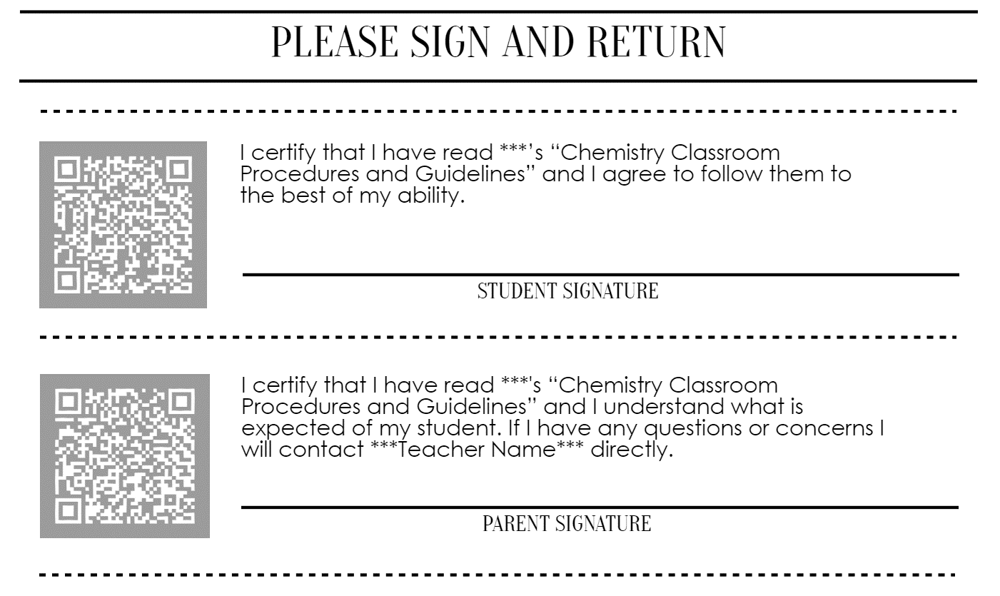 PLEASE SIGN AND RETURN
I certify that I have read ***’s “Chemistry Classroom
Procedures and Guidelines” and I agree to follow them to
the best of my ability.
STUDENT SIGNATURE
I certify that I have read ***'s “Chemistry Classroom
Procedures and Guidelines” and I understand what is
expected of my student. If I have any questions or concerns I
will contact ***Teacher Name*** directly.
PARENT SIGNATURE